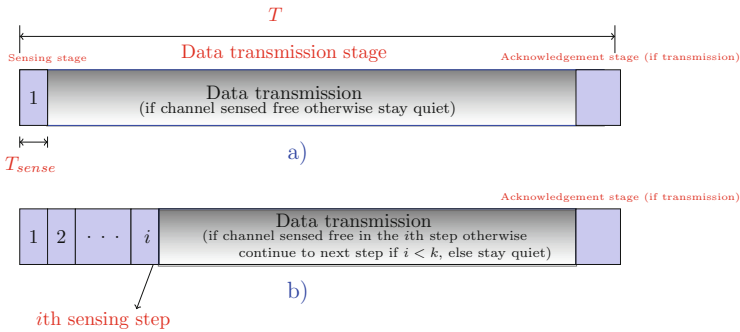 T
Sensing stage
Data transmission stage
Acknowledgement stage (if transmission)
1
Data transmission
(if channel sensed free otherwise stay quiet)
T_sense
a)
Acknowledgement stage (if transmission)
1 2 · · · i
Data transmission
(if channel sensed free in the ith step otherwise
continue to next step if i < k, else stay quiet)
b)
ith sensing step